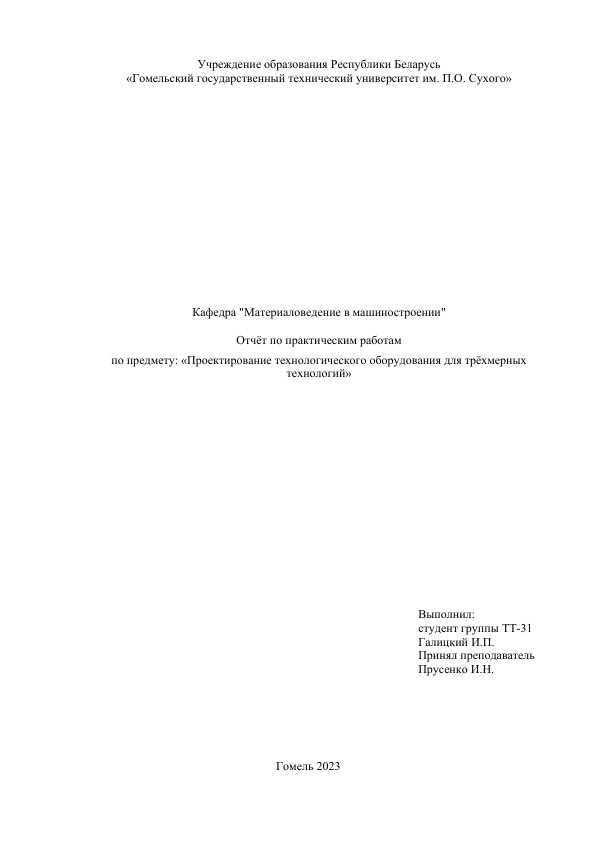 Учреждение образования Республики Беларусь
«Гомельский государственный технический университет им. П.О. Сухого»
Кафедра "Материаловедение в машиностроении"
Отчёт по практическим работам
по предмету: «Проектирование технологического оборудования для трёхмерных
технологий»
Выполнил:
студент группы ТТ-31
Галицкий И.П.
Принял преподаватель
Прусенко И.Н.
Гомель 2023